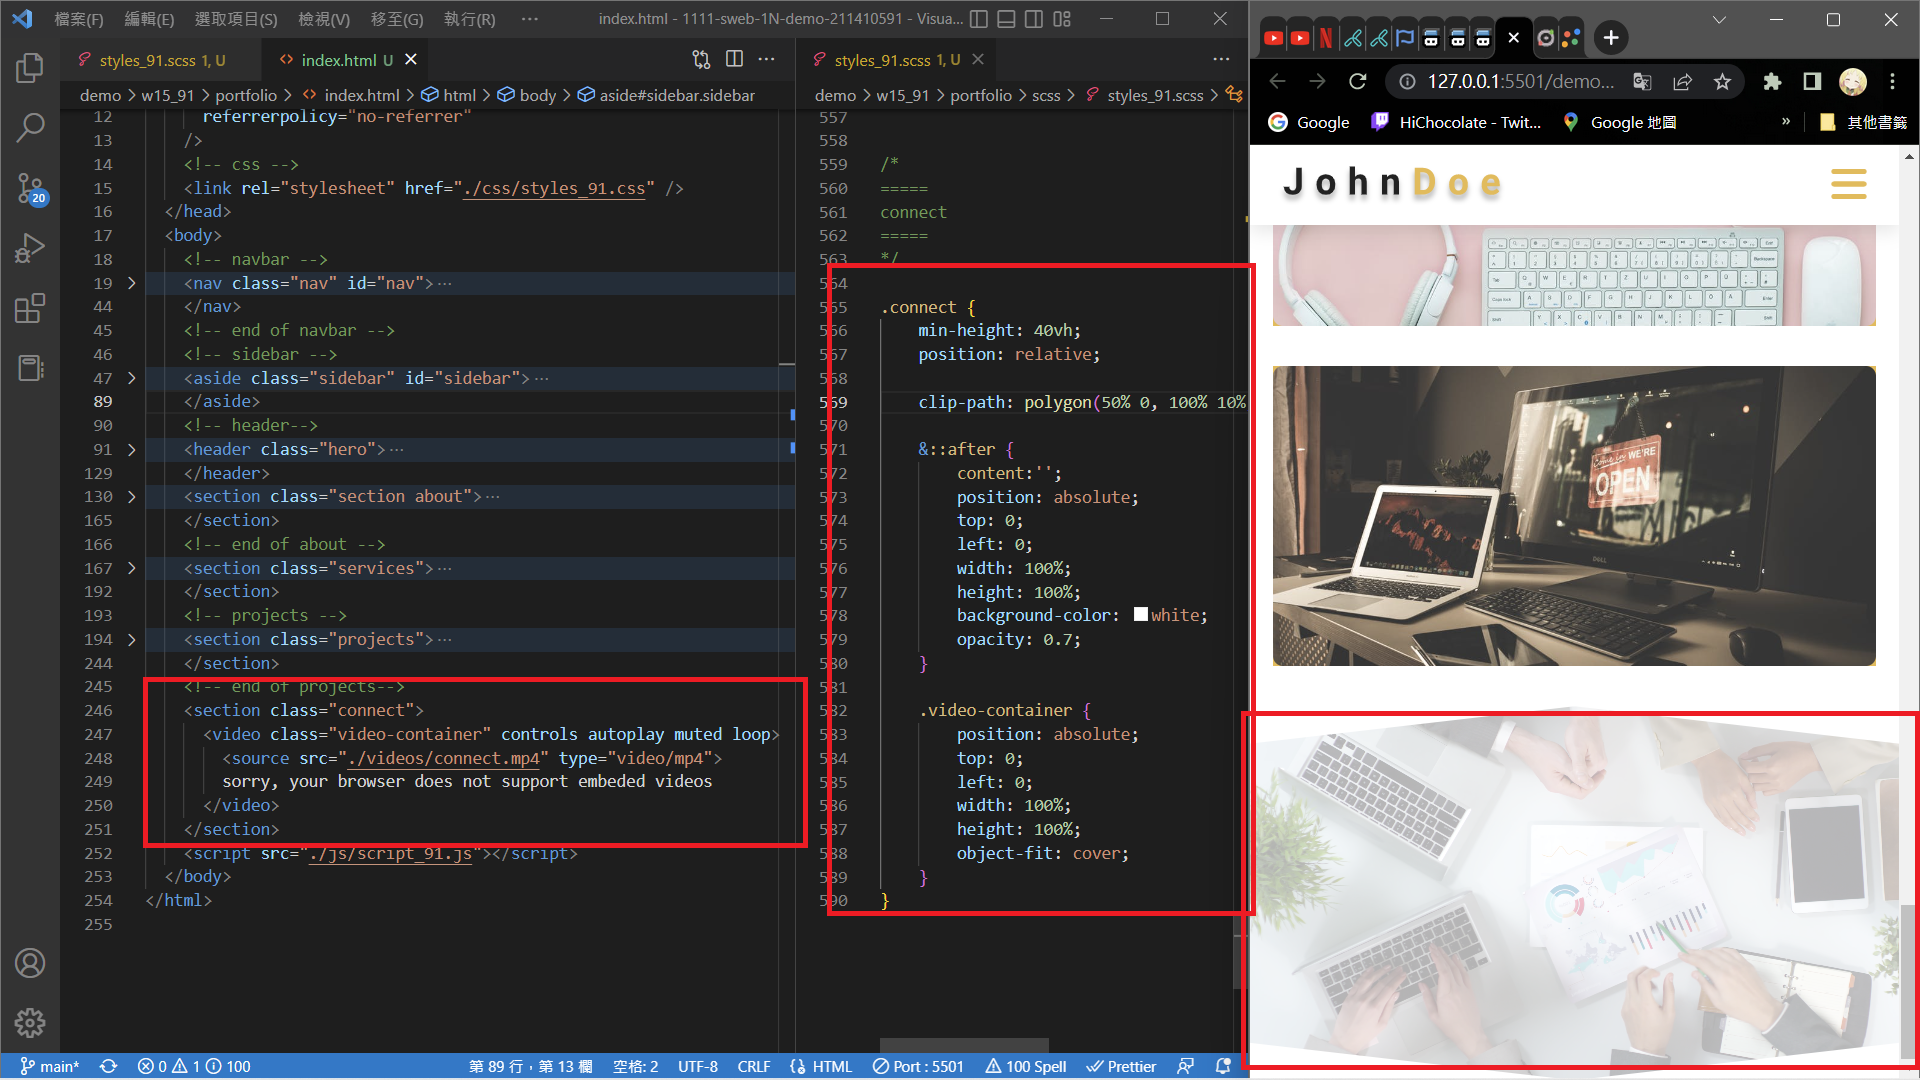 檔案(F) 編輯(E) 選取項目(S) 檢視(V) 移至(G) 執行(R) ··· index.html - 1111-sweb-1N-demo-211410591 - Visua...
styles_91.scss 1, U
index.html U
demo > w15_91 > portfolio > index.html > html > body > aside#sidebar.sidebar
12 referrerpolicy="no-referrer"
13 />
14 <!-- css -->
15 <link rel="stylesheet" href="./css/styles_91.css" />
16 </head>
17 <body>
18 <!-- navbar -->
19 <nav class="nav" id="nav">···
44 </nav>
45 <!-- end of navbar -->
46 <!-- sidebar -->
47 <aside class="sidebar" id="sidebar">···
89 </aside>
90 <!-- header-->
91 <header class="hero">···
129 </header>
130 <section class="section about">···
165 </section>
166 <!-- end of about -->
167 <section class="services">···
192 </section>
193 <!-- projects -->
194 <section class="projects">···
244 </section>
245 <!-- end of projects-->
246 <section class="connect">
247 <video class="video-container" controls autoplay muted loop>
248 <source src="./videos/connect.mp4" type="video/mp4">
249 sorry, your browser does not support embeded videos
250 </video>
251 </section>
252 <script src="./js/script_91.js"></script>
253 </body>
254 </html>
255
styles_91.scss 1, U
demo > w15_91 > portfolio > scss > styles_91.scss >
557
558
559 /*
560 =====
561 connect
562 =====
563 */
564
565 .connect {
566 min-height: 40vh;
567 position: relative;
568
569 clip-path: polygon(50% 0, 100% 10%
570
571 &::after {
572 content:'';
573 position: absolute;
574 top: 0;
575 left: 0;
576 width: 100%;
577 height: 100%;
578 background-color: white;
579 opacity: 0.7;
580 }
581
582 .video-container {
583 position: absolute;
584 top: 0;
585 left: 0;
586 width: 100%;
587 height: 100%;
588 object-fit: cover;
589 }
590 }
20
main* 0 1 100 第 89 行，第 13 欄 空格: 2 UTF-8 CRLF HTML Port : 5501 100 Spell Prettier
127.0.0.1:5501/demo...
Google HiChocolate - Twit... Google 地圖 » 其他書籤
JohnDoe
Come in WE'RE
OPEN
DELL